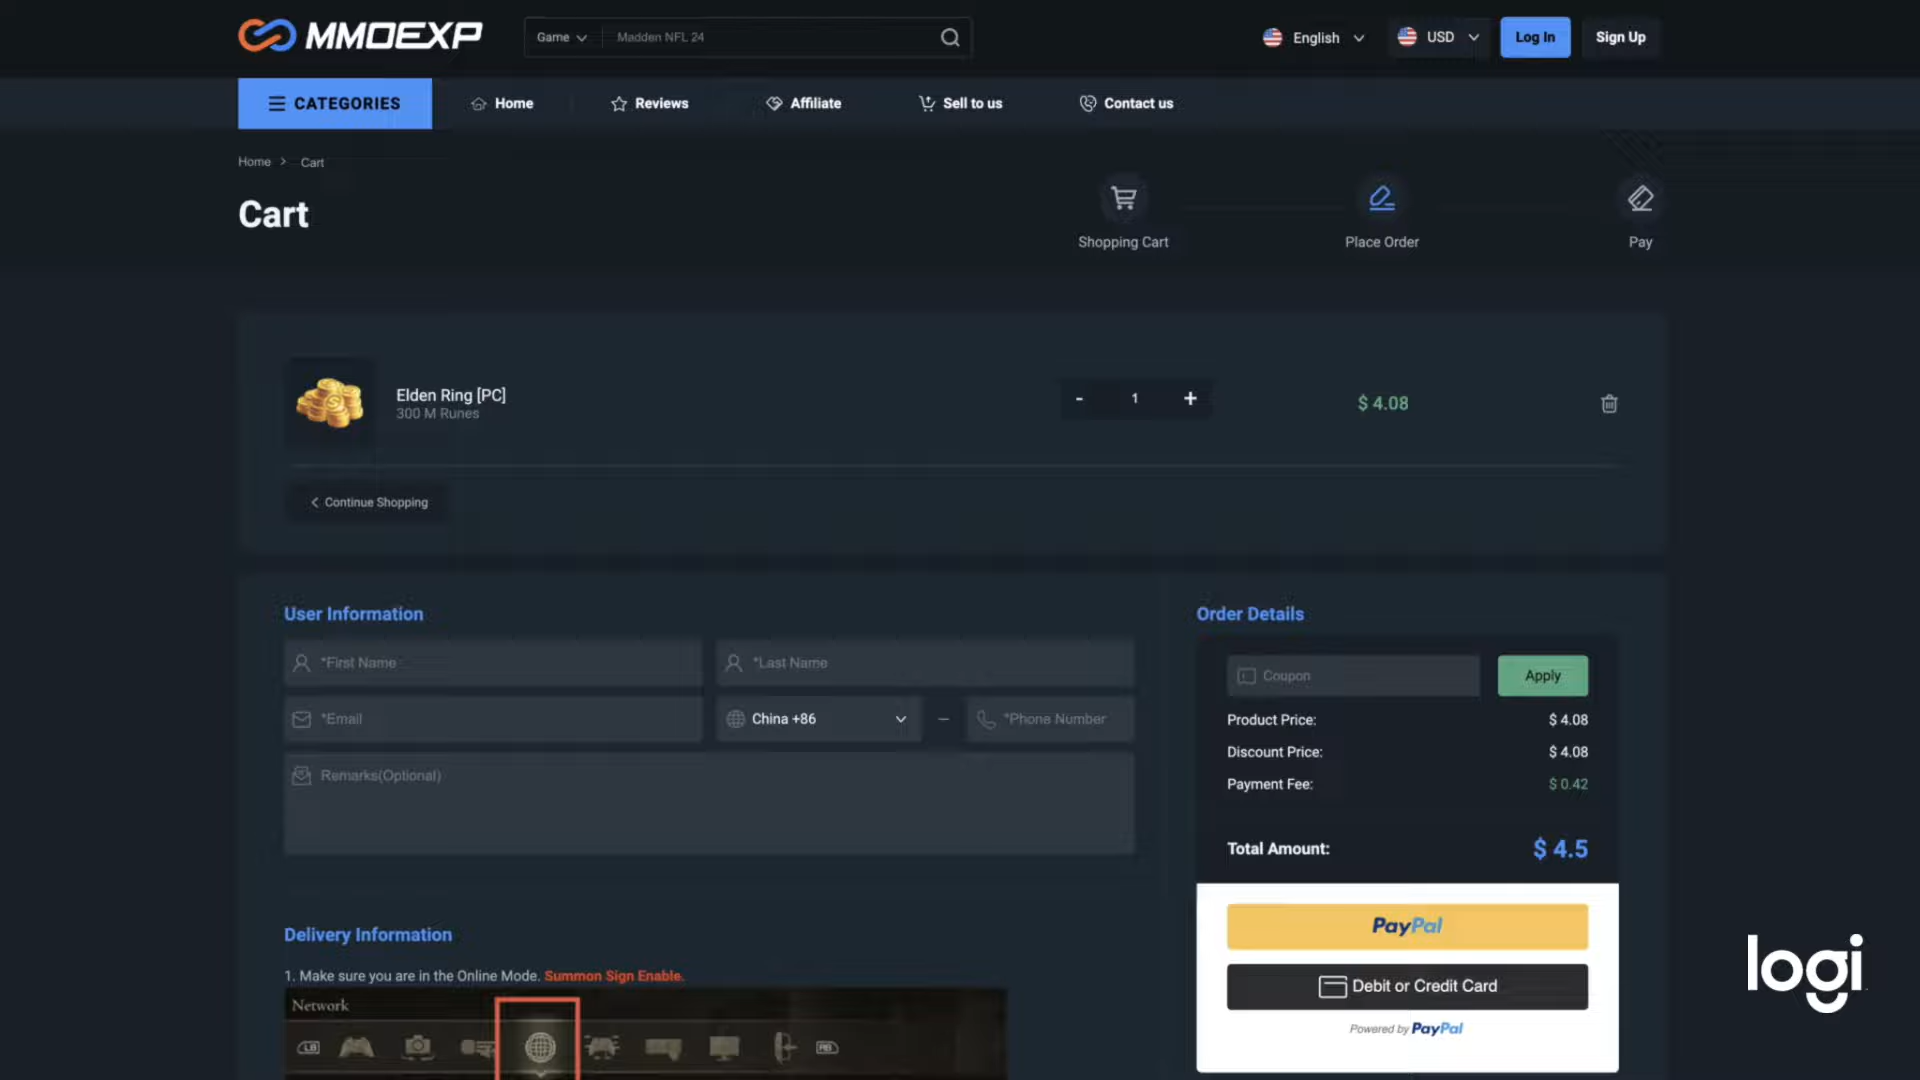 MMOEXP
Game
Madden NFL 24
English
USD
Log In
Sign Up
CATEGORIES
Home
Reviews
Affiliate
Sell to us
Contact us
Home > Cart
Cart
Shopping Cart
Place Order
Pay
Elden Ring [PC]
300 M Runes
- 1 +
$ 4.08
Continue Shopping
User Information
*First Name
*Last Name
*Email
China +86
*Phone Number
Remarks(Optional)
Order Details
Coupon
Apply
Product Price: $ 4.08
Discount Price: $ 4.08
Payment Fee: $ 0.42
Total Amount: $ 4.5
PayPal
Debit or Credit Card
Powered by PayPal
Delivery Information
1. Make sure you are in the Online Mode. Summon Sign Enable.
Network
LB
RB
logi